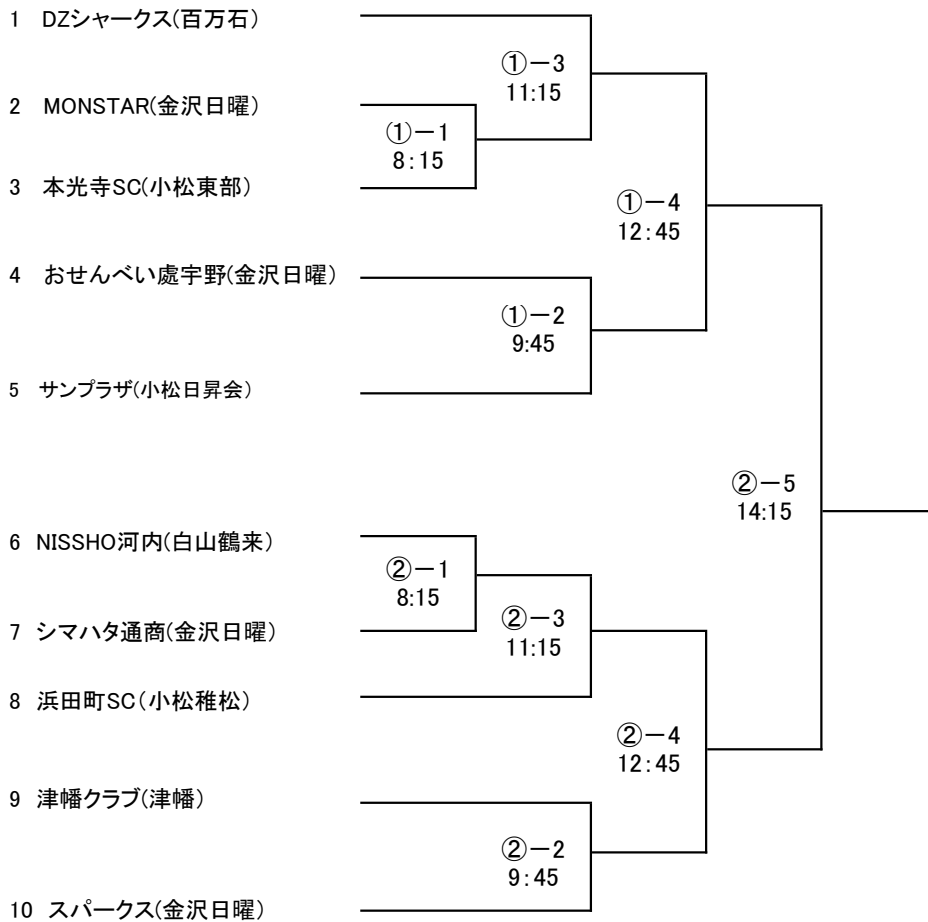 1 DZシャークス(百万石)
①－3
11:15
2 MONSTAR(金沢日曜)
①－1
8:15
3 本光寺SC(小松東部)
①－4
12:45
4 おせんべい處宇野(金沢日曜)
①－2
9:45
5 サンプラザ(小松日昇会)
②－5
14:15
6 NISSHO河内(白山鶴来)
②－1
8:15
②－3
11:15
7 シマハタ通商(金沢日曜)
8 浜田町SC(小松稚松)
②－4
12:45
9 津幡クラブ(津幡)
②－2
9:45
10 スパークス(金沢日曜)